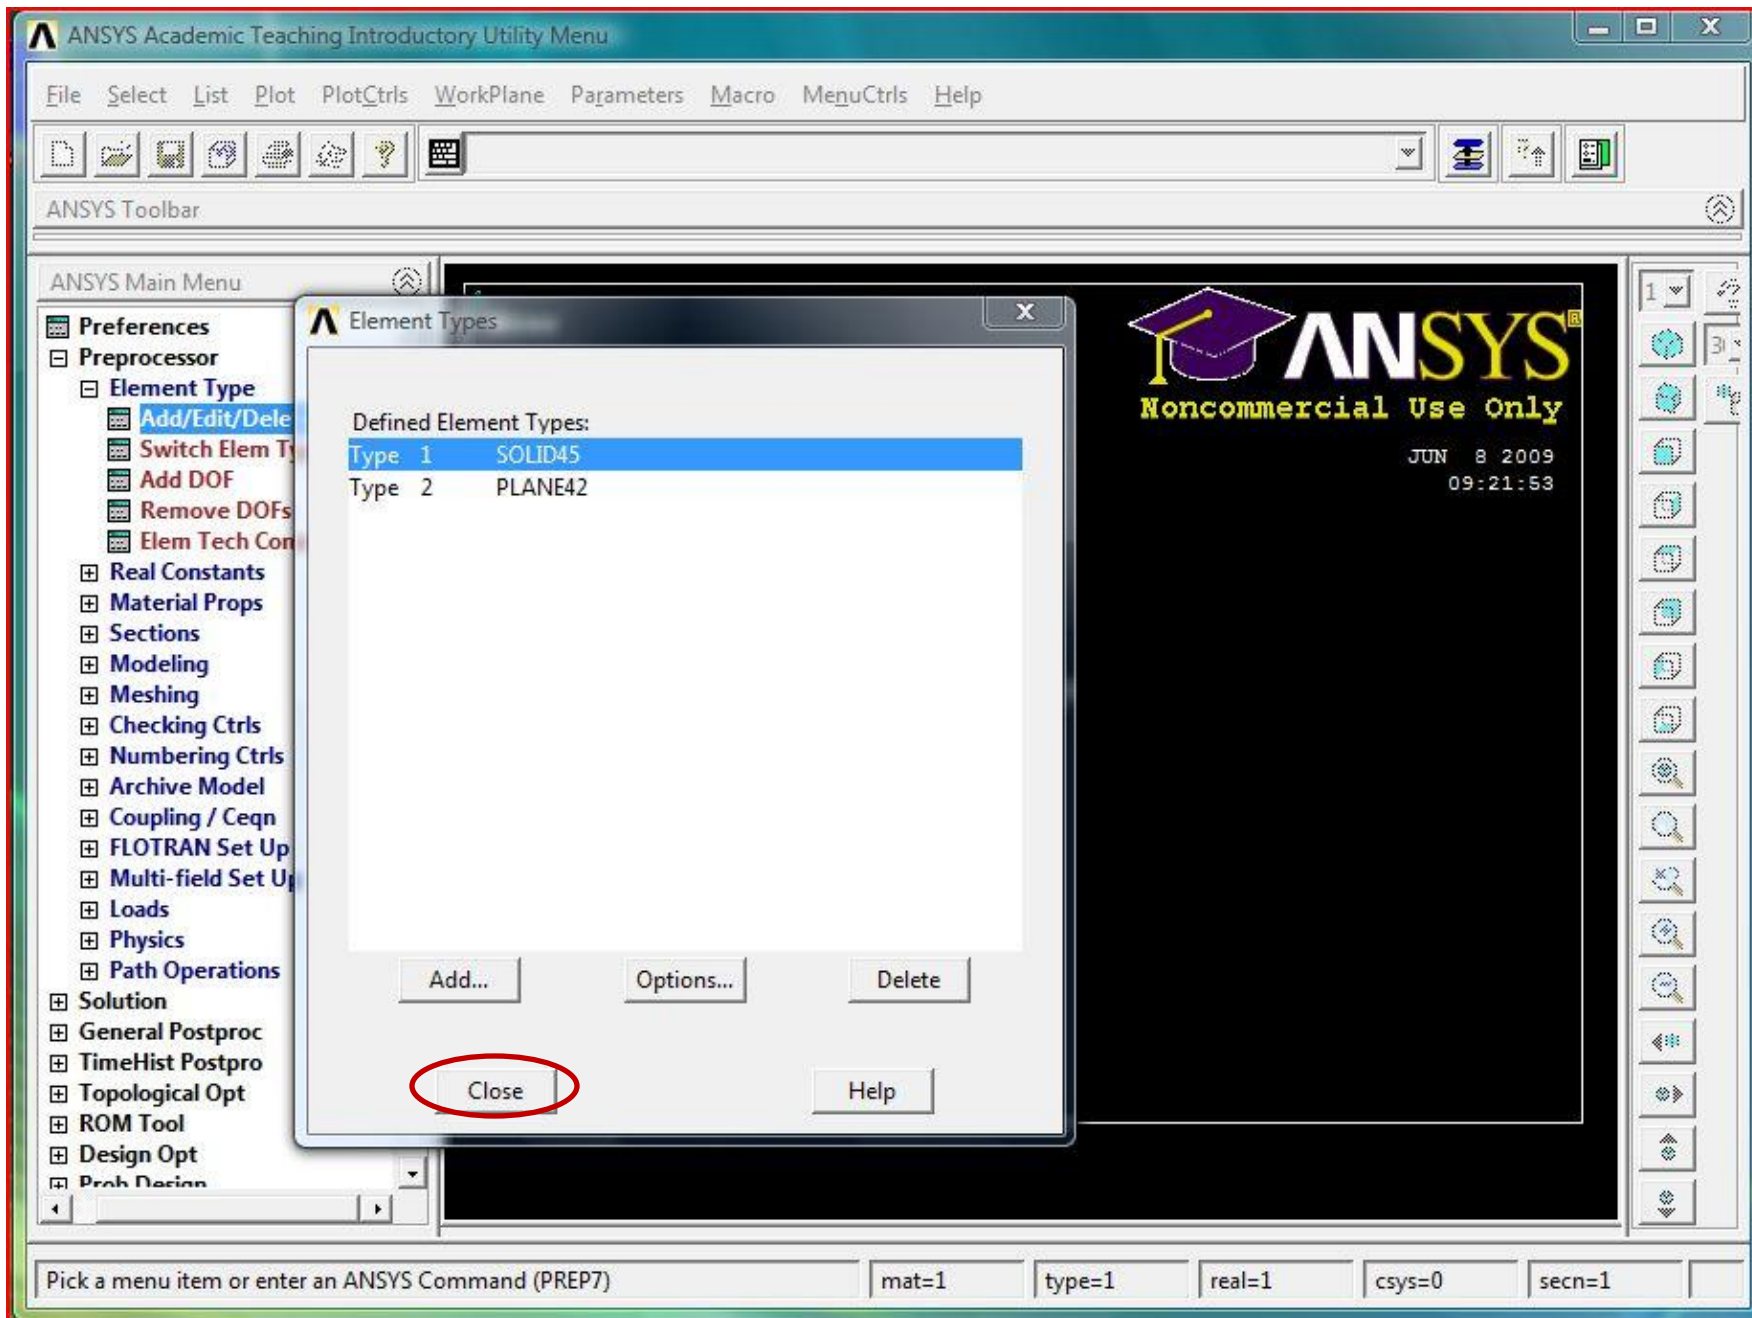 ANSYS Academic Teaching Introductory Utility Menu
File Select List Plot PlotCtrls WorkPlane Parameters Macro MenuCtrls Help
ANSYS Toolbar
ANSYS Main Menu
Preferences
Preprocessor
Element Type
Add/Edit/Dele
Switch Elem Ty
Add DOF
Remove DOFs
Elem Tech Con
Real Constants
Material Props
Sections
Modeling
Meshing
Checking Ctrls
Numbering Ctrls
Archive Model
Coupling / Ceqn
FLOTRAN Set Up
Multi-field Set Up
Loads
Physics
Path Operations
Solution
General Postproc
TimeHist Postpro
Topological Opt
ROM Tool
Design Opt
Prob Design
Element Types
Defined Element Types:
Type 1 SOLID45
Type 2 PLANE42
Add... Options... Delete
Close Help
ANSYS®
Noncommercial Use Only
JUN 8 2009
09:21:53
1
Pick a menu item or enter an ANSYS Command (PREP7) mat=1 type=1 real=1 csys=0 secn=1